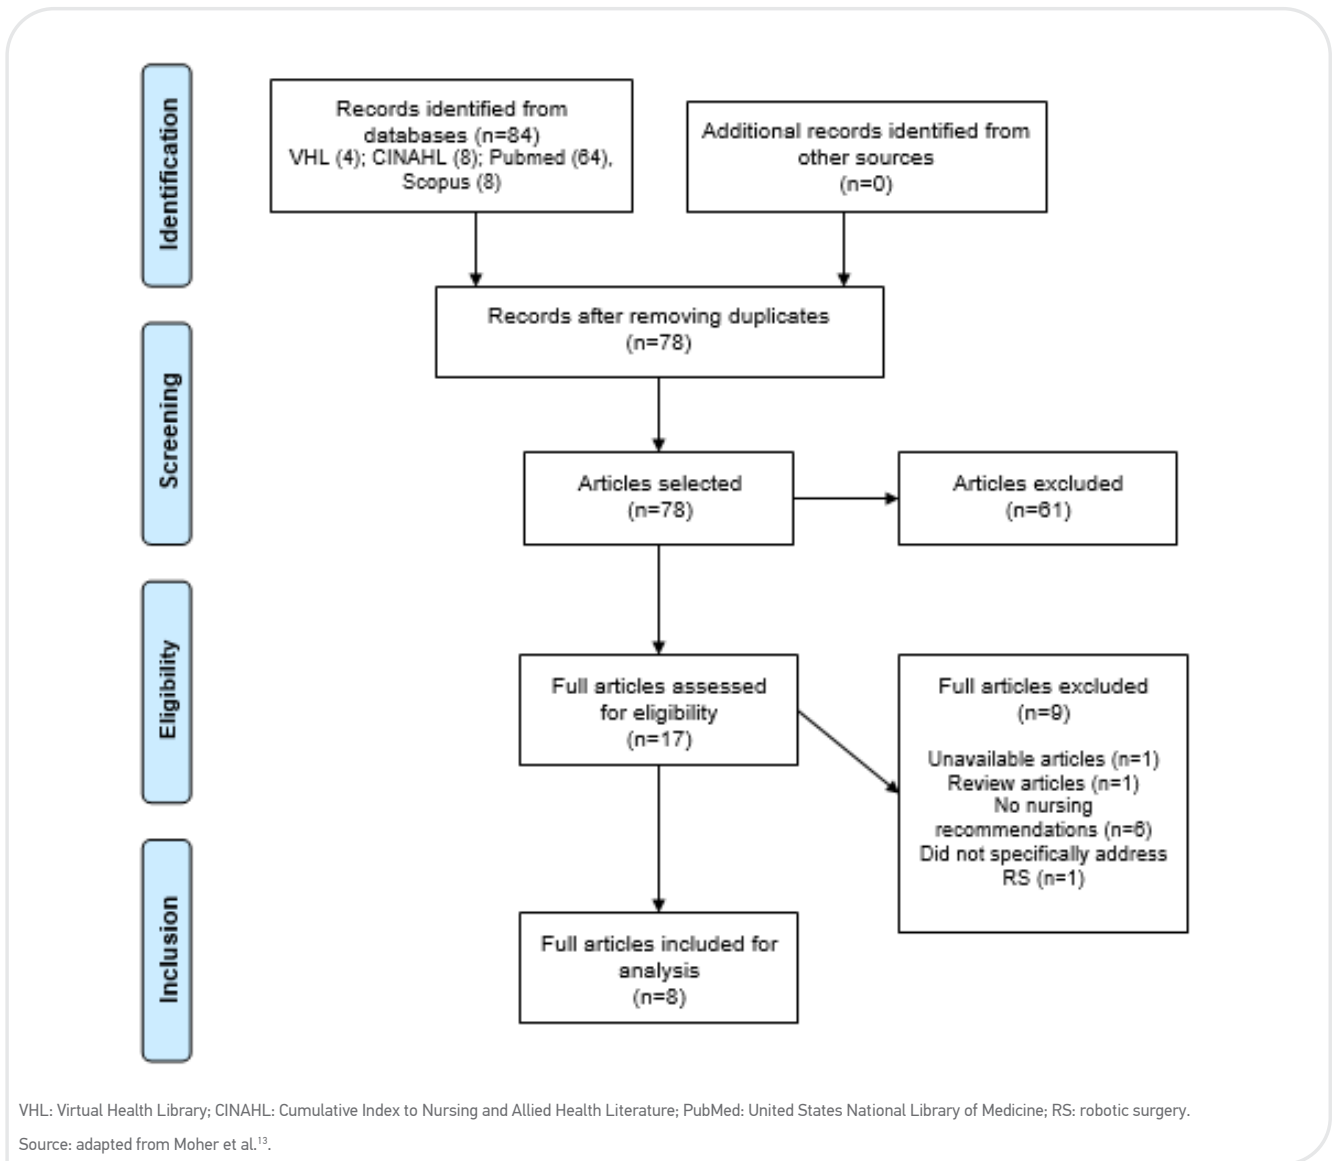 Identification
Records identified from
databases (n=84)
VHL (4); CINAHL (8); Pubmed (64),
Scopus (8)
Additional records identified from
other sources
(n=0)
Records after removing duplicates
(n=78)
Screening
Articles selected
(n=78)
Articles excluded
(n=61)
Eligibility
Full articles assessed
for eligibility
(n=17)
Full articles excluded
(n=9)
Unavailable articles (n=1)
Review articles (n=1)
No nursing
recommendations (n=6)
Did not specifically address
RS (n=1)
Inclusion
Full articles included for
analysis
(n=8)
VHL: Virtual Health Library; CINAHL: Cumulative Index to Nursing and Allied Health Literature; PubMed: United States National Library of Medicine; RS: robotic surgery.
Source: adapted from Moher et al.¹³.